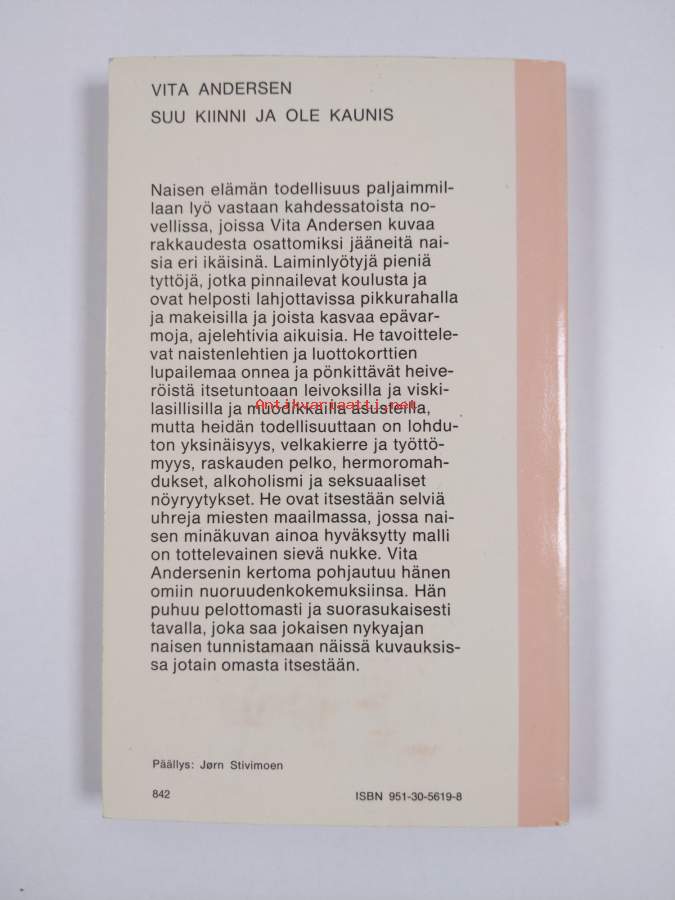 VITA ANDERSEN
SUU KIINNI JA OLE KAUNIS
Naisen elämän todellisuus paljaimmil-
laan lyö vastaan kahdessatoista no-
vellissa, joissa Vita Andersen kuvaa
rakkaudesta osattomiksi jääneitä nai-
sia eri ikäisinä. Laiminlyötyjä pieniä
tyttöjä, jotka pinnailevat koulusta ja
ovat helposti lahjottavissa pikkurahalla
ja makeisilla ja joista kasvaa epävar-
moja, ajelehtivia aikuisia. He tavoittele-
vat naistenlehtien ja luottokorttien
lupailemaa onnea ja pönkittävät heive-
röistä itsetuntoaan leivoksilla ja viski-
lasillisilla ja muodikkailla asusteilla,
Antikvariaatti.net
mutta heidän todellisuuttaan on lohdu-
ton yksinäisyys, velkakierre ja työttö-
myys, raskauden pelko, hermoromah-
dukset, alkoholismi ja seksuaaliset
nöyryytykset. He ovat itsestään selviä
uhreja miesten maailmassa, jossa nai-
sen minäkuvan ainoa hyväksytty malli
on tottelevainen sievä nukke. Vita
Andersenin kertoma pohjautuu hänen
omiin nuoruudenkokemuksiinsa. Hän
puhuu pelottomasti ja suorasukaisesti
tavalla, joka saa jokaisen nykyajan
naisen tunnistamaan näissä kuvauksis-
sa jotain omasta itsestään.
Päällys: Jørn Stivimoen
842
ISBN 951-30-5619-8